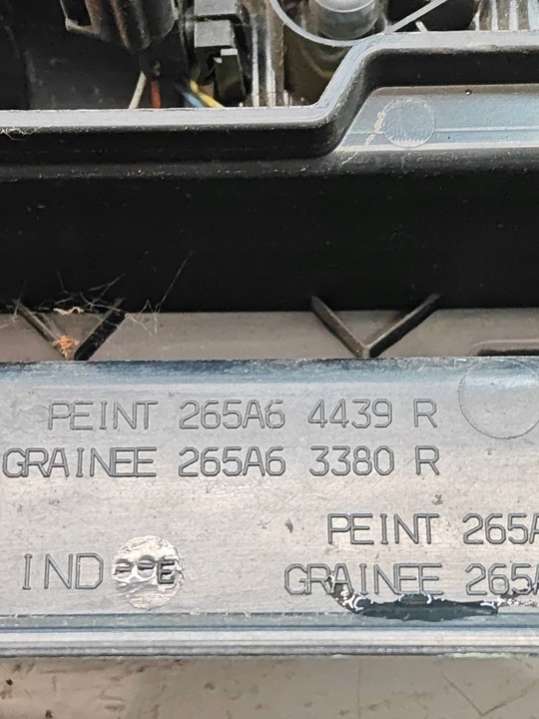 PEINT 265A6 4439 R
GRAINEE 265A6 3380 R
PEINT 265A
IND
GRAINEE 265A